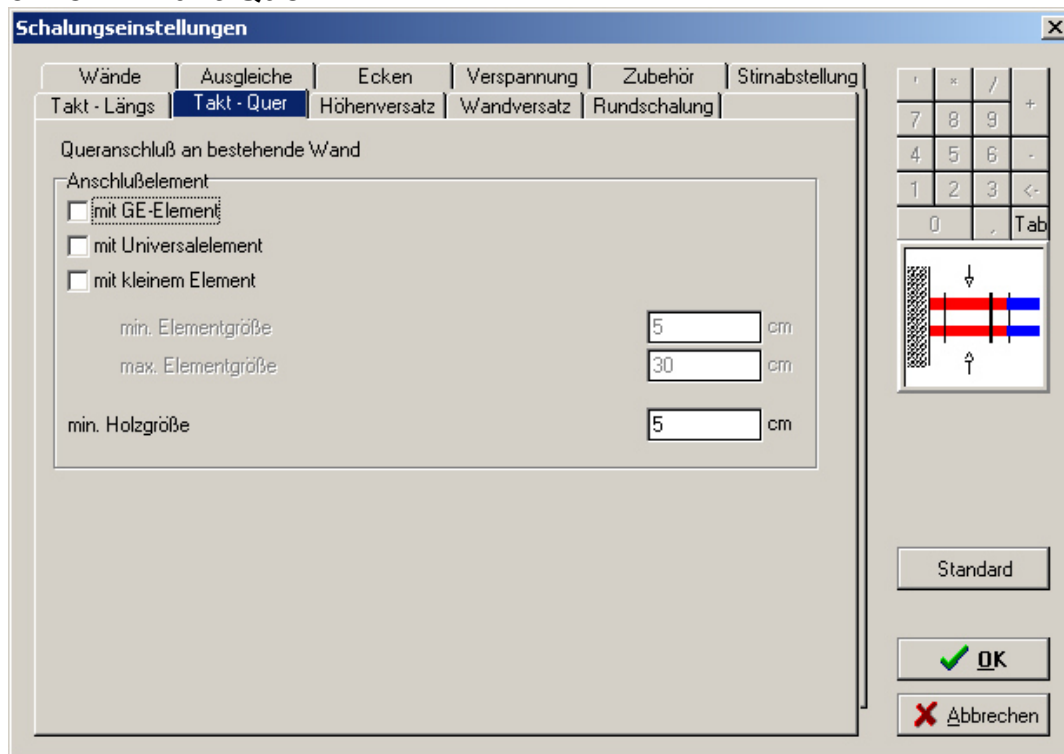 Schalungseinstellungen
Wände Ausgleiche Ecken Verspannung Zubehör Stirnabstellung
Takt - Längs Takt - Quer Höhenversatz Wandversatz Rundschalung
Queranschluß an bestehende Wand
Anschlußelement
mit GE-Element
mit Universalelement
mit kleinem Element
min. Elementgröße 5 cm
max. Elementgröße 30 cm
min. Holzgröße 5 cm
' * / +
7 8 9
4 5 6 -
1 2 3 <-
0 , Tab
Standard
OK
Abbrechen